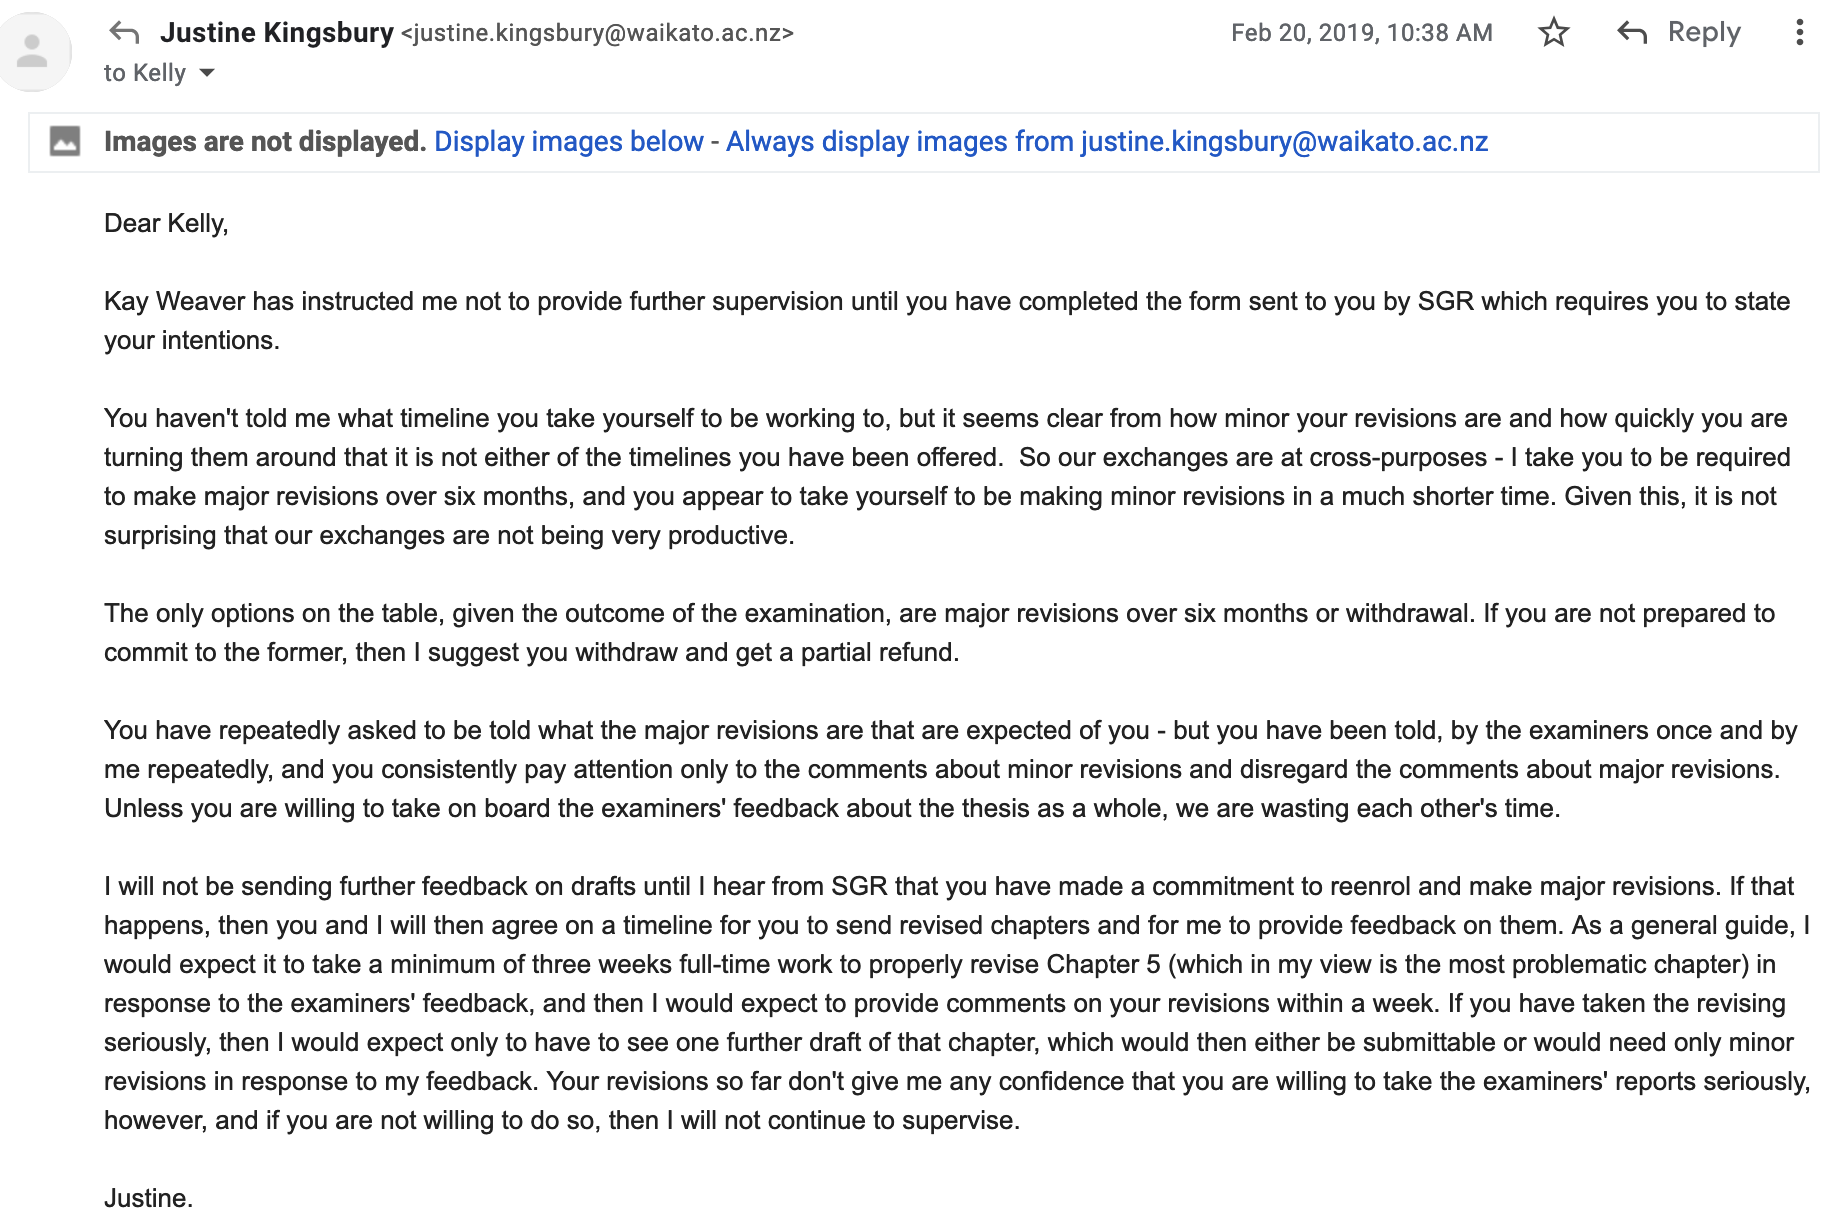 Justine Kingsbury <justine.kingsbury@waikato.ac.nz> Feb 20, 2019, 10:38 AM Reply
to Kelly
Images are not displayed. Display images below - Always display images from justine.kingsbury@waikato.ac.nz
Dear Kelly,
Kay Weaver has instructed me not to provide further supervision until you have completed the form sent to you by SGR which requires you to state
your intentions.
You haven't told me what timeline you take yourself to be working to, but it seems clear from how minor your revisions are and how quickly you are
turning them around that it is not either of the timelines you have been offered.  So our exchanges are at cross-purposes - I take you to be required
to make major revisions over six months, and you appear to take yourself to be making minor revisions in a much shorter time. Given this, it is not
surprising that our exchanges are not being very productive.
The only options on the table, given the outcome of the examination, are major revisions over six months or withdrawal. If you are not prepared to
commit to the former, then I suggest you withdraw and get a partial refund.
You have repeatedly asked to be told what the major revisions are that are expected of you - but you have been told, by the examiners once and by
me repeatedly, and you consistently pay attention only to the comments about minor revisions and disregard the comments about major revisions.
Unless you are willing to take on board the examiners' feedback about the thesis as a whole, we are wasting each other's time.
I will not be sending further feedback on drafts until I hear from SGR that you have made a commitment to reenrol and make major revisions. If that
happens, then you and I will then agree on a timeline for you to send revised chapters and for me to provide feedback on them. As a general guide, I
would expect it to take a minimum of three weeks full-time work to properly revise Chapter 5 (which in my view is the most problematic chapter) in
response to the examiners' feedback, and then I would expect to provide comments on your revisions within a week. If you have taken the revising
seriously, then I would expect only to have to see one further draft of that chapter, which would then either be submittable or would need only minor
revisions in response to my feedback. Your revisions so far don't give me any confidence that you are willing to take the examiners' reports seriously,
however, and if you are not willing to do so, then I will not continue to supervise.
Justine.